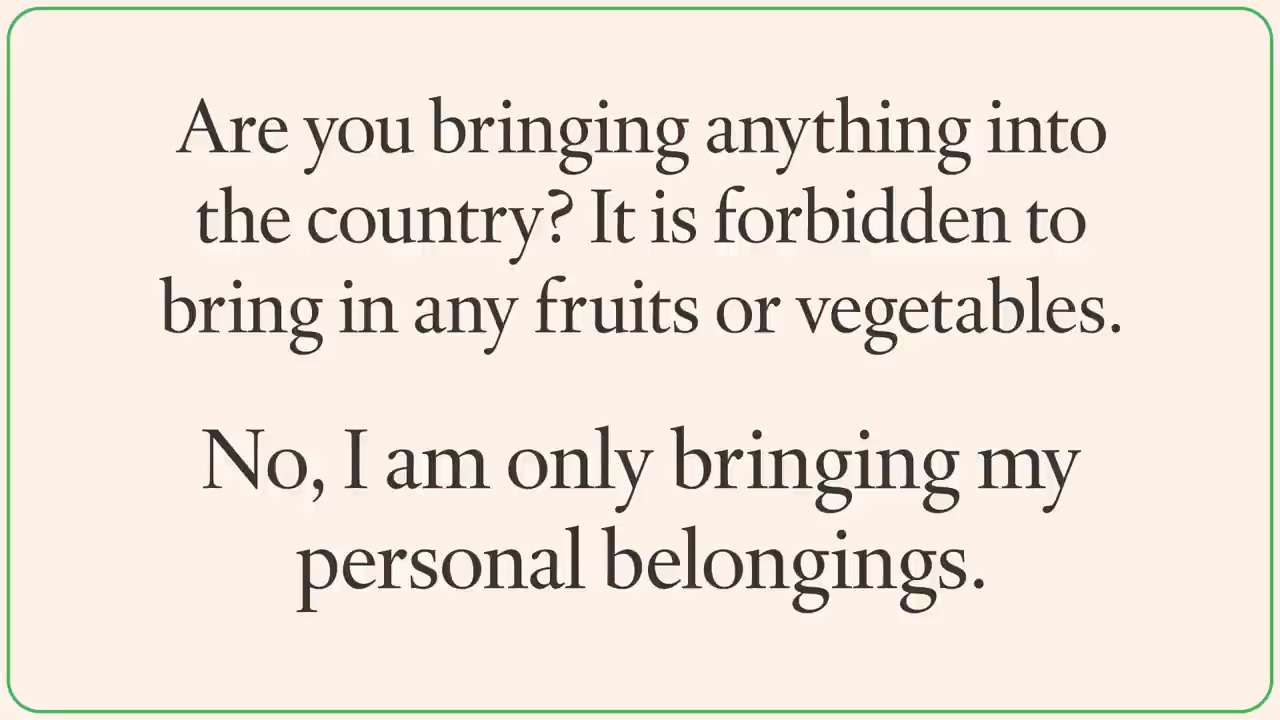 Are you bringing anything into
the country? It is forbidden to
bring in any fruits or vegetables.
No, I am only bringing my
personal belongings.